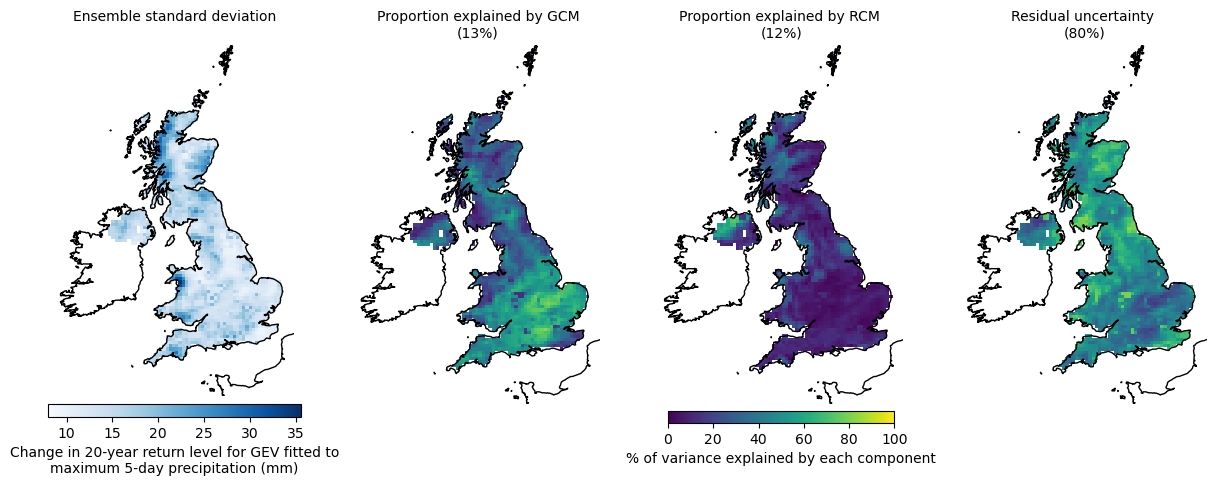 Ensemble standard deviation
Proportion explained by GCM
(13%)
Proportion explained by RCM
(12%)
Residual uncertainty
(80%)
10 15 20 25 30 35
Change in 20-year return level for GEV fitted to
maximum 5-day precipitation (mm)
0 20 40 60 80 100
% of variance explained by each component